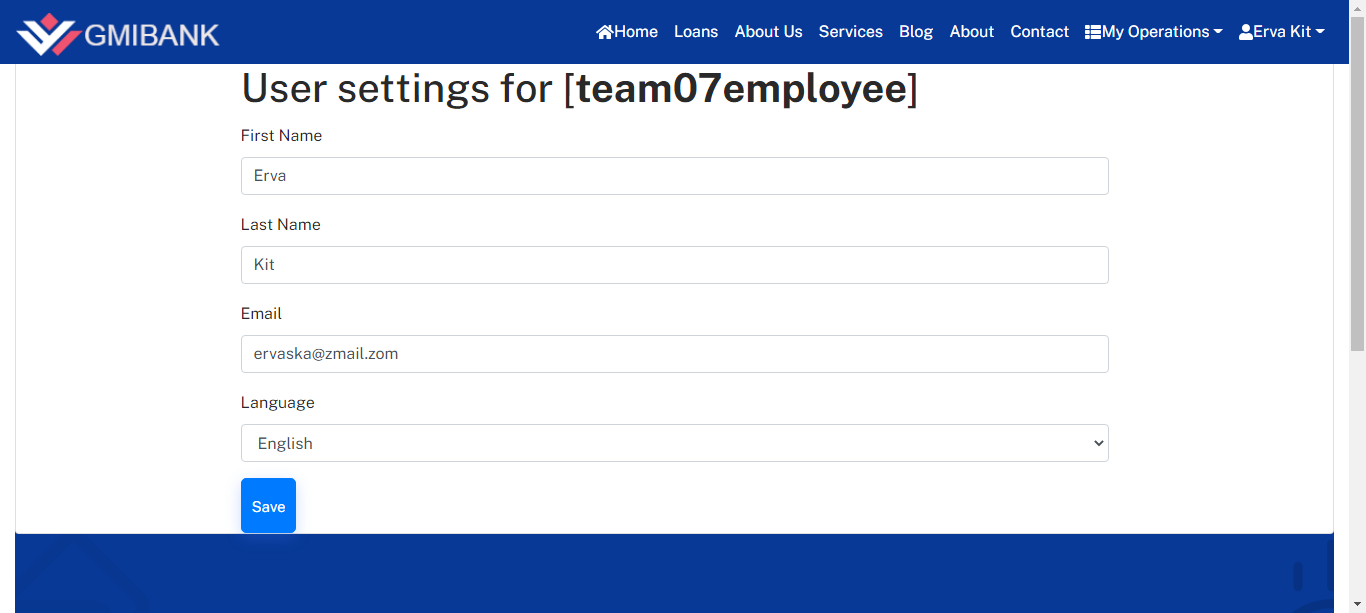 GMIBANK
Home Loans About Us Services Blog About Contact My Operations Erva Kit
User settings for [team07employee]
First Name
Erva
Last Name
Kit
Email
ervaska@zmail.zom
Language
English
Save